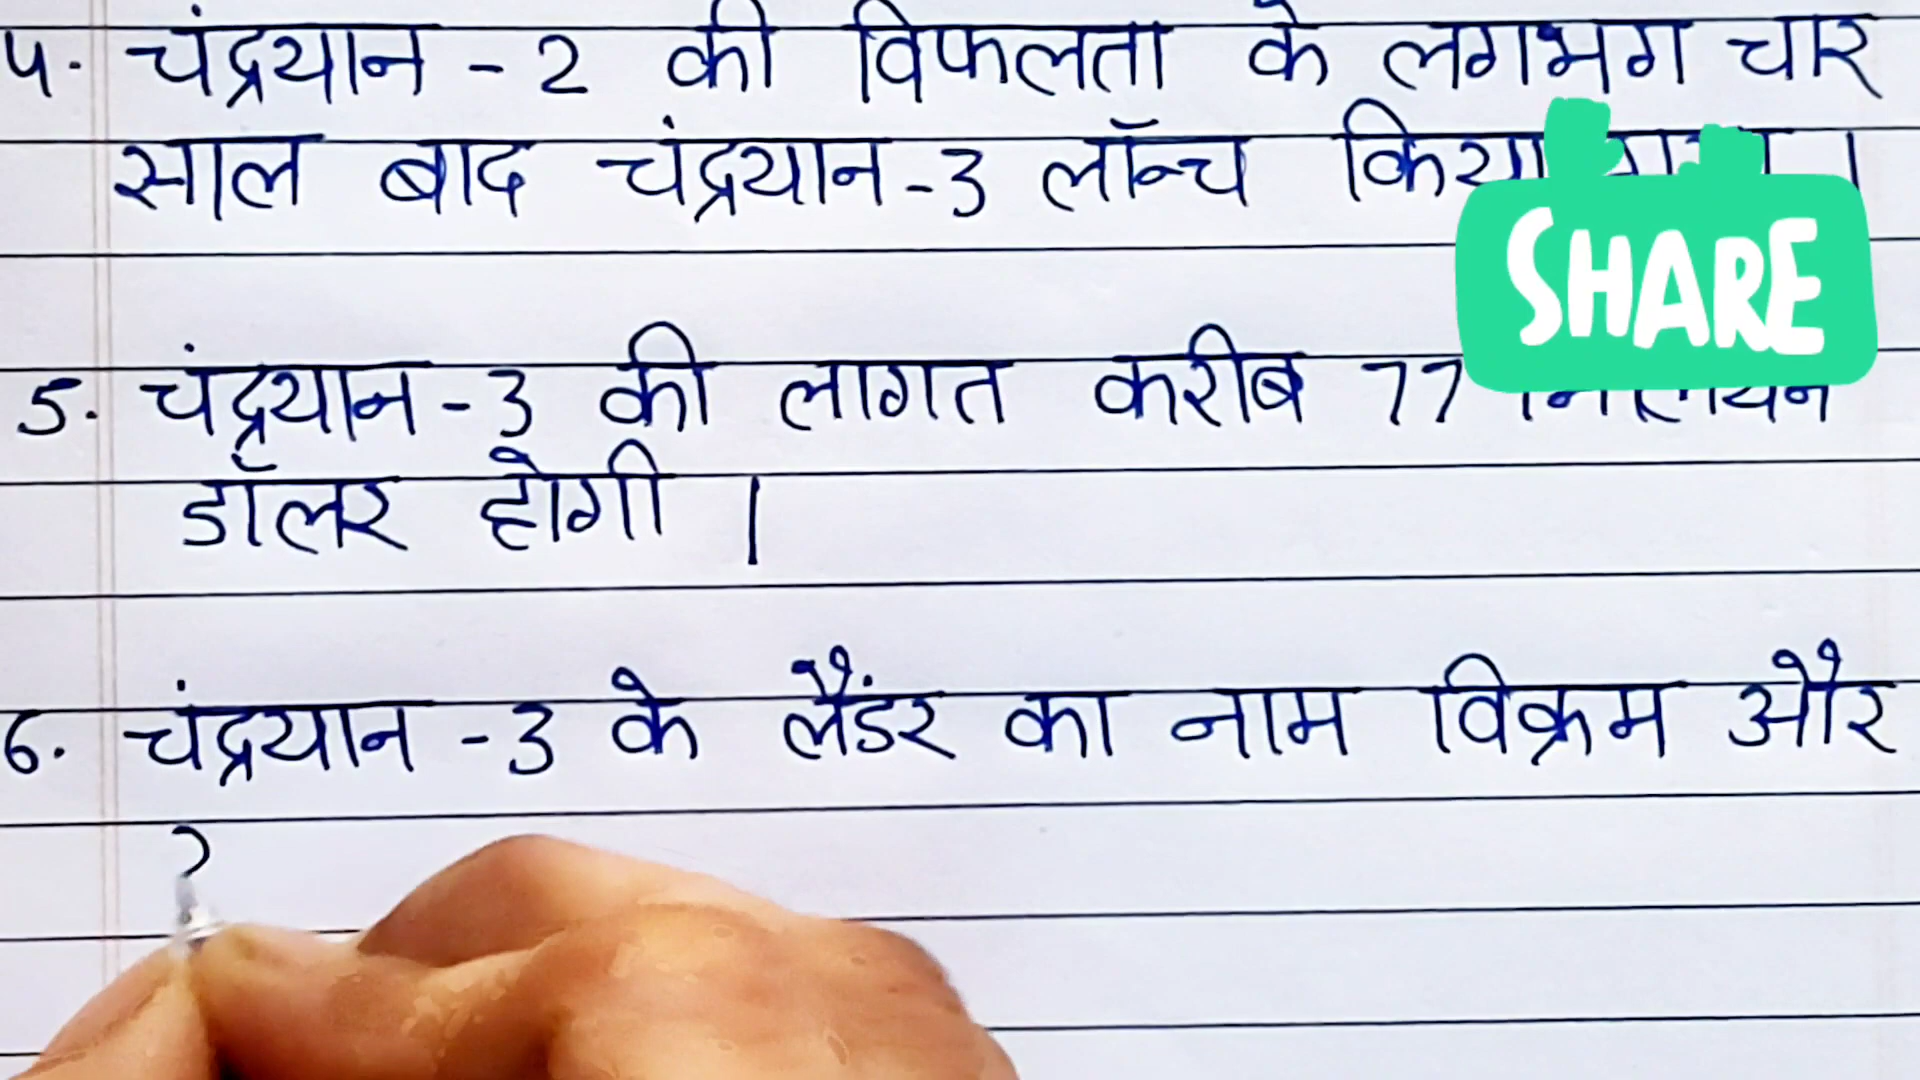 4. चंद्रयान -2 की विफलता के लगभग चार
साल बाद चंद्रयान-3 लॉन्च किया ।
SHARE
5. चंद्रयान-3 की लागत करीब 77
डॉलर होगी ।
6. चंद्रयान -3 के लैंडर का नाम विक्रम और